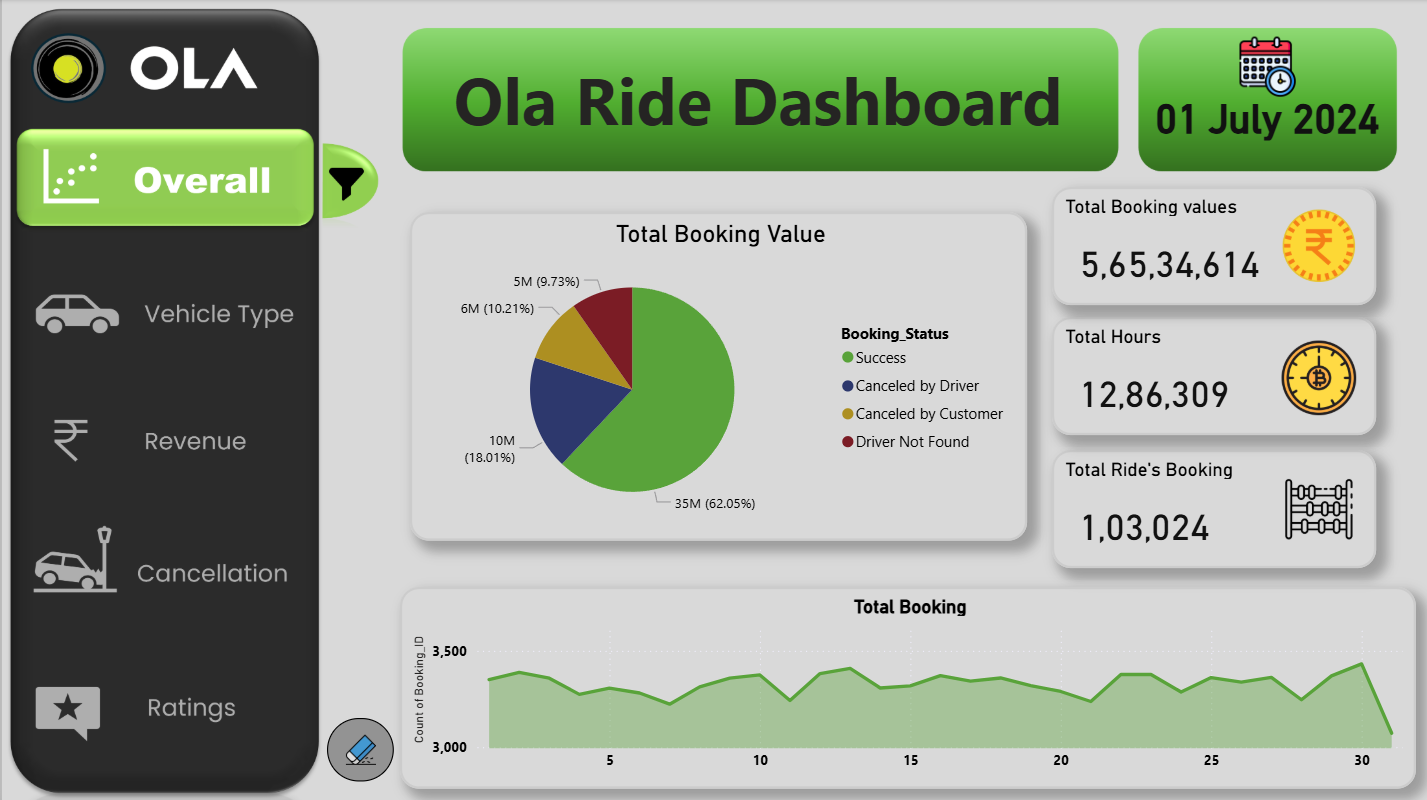 OLA
Overall
Vehicle Type
Revenue
Cancellation
Ratings
Ola Ride Dashboard
01 July 2024
Total Booking Value
5M (9.73%)
6M (10.21%)
10M
(18.01%)
35M (62.05%)
Booking_Status
Success
Canceled by Driver
Canceled by Customer
Driver Not Found
Total Booking values
5,65,34,614
Total Hours
12,86,309
Total Ride's Booking
1,03,024
Total Booking
Count of Booking_ID
3,500
3,000
5 10 15 20 25 30